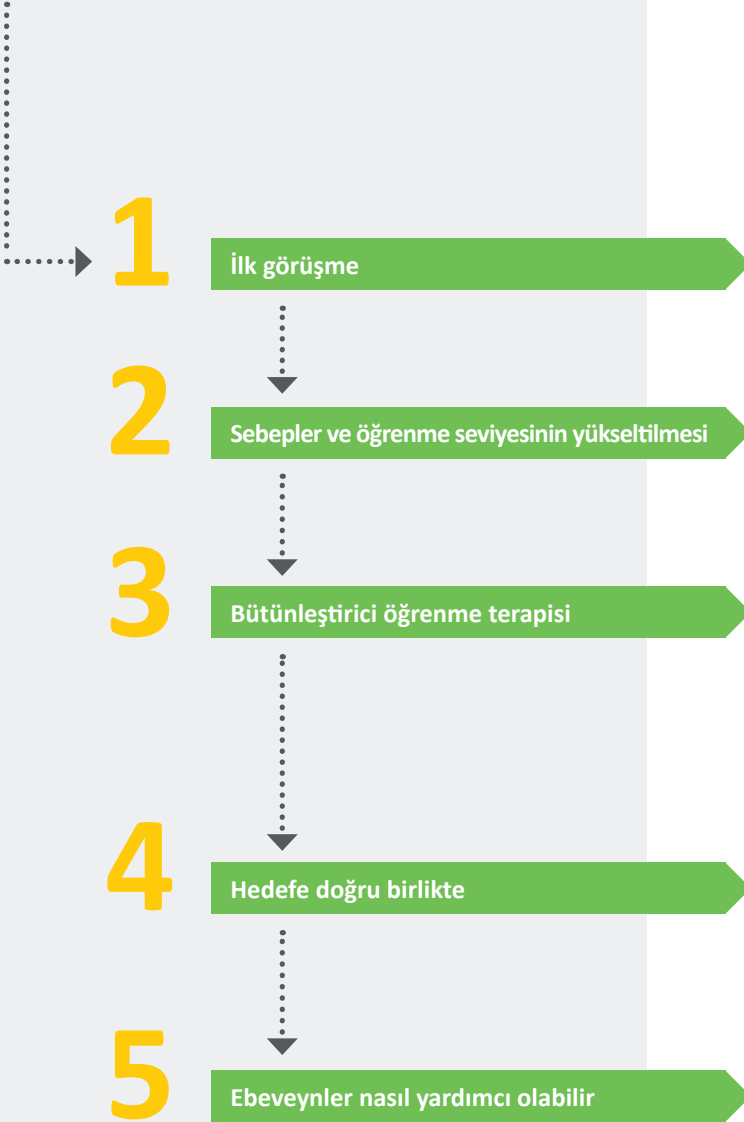 1
İlk görüşme
2
Sebepler ve öğrenme seviyesinin yükseltilmesi
3
Bütünleştirici öğrenme terapisi
4
Hedefe doğru birlikte
5
Ebeveynler nasıl yardımcı olabilir